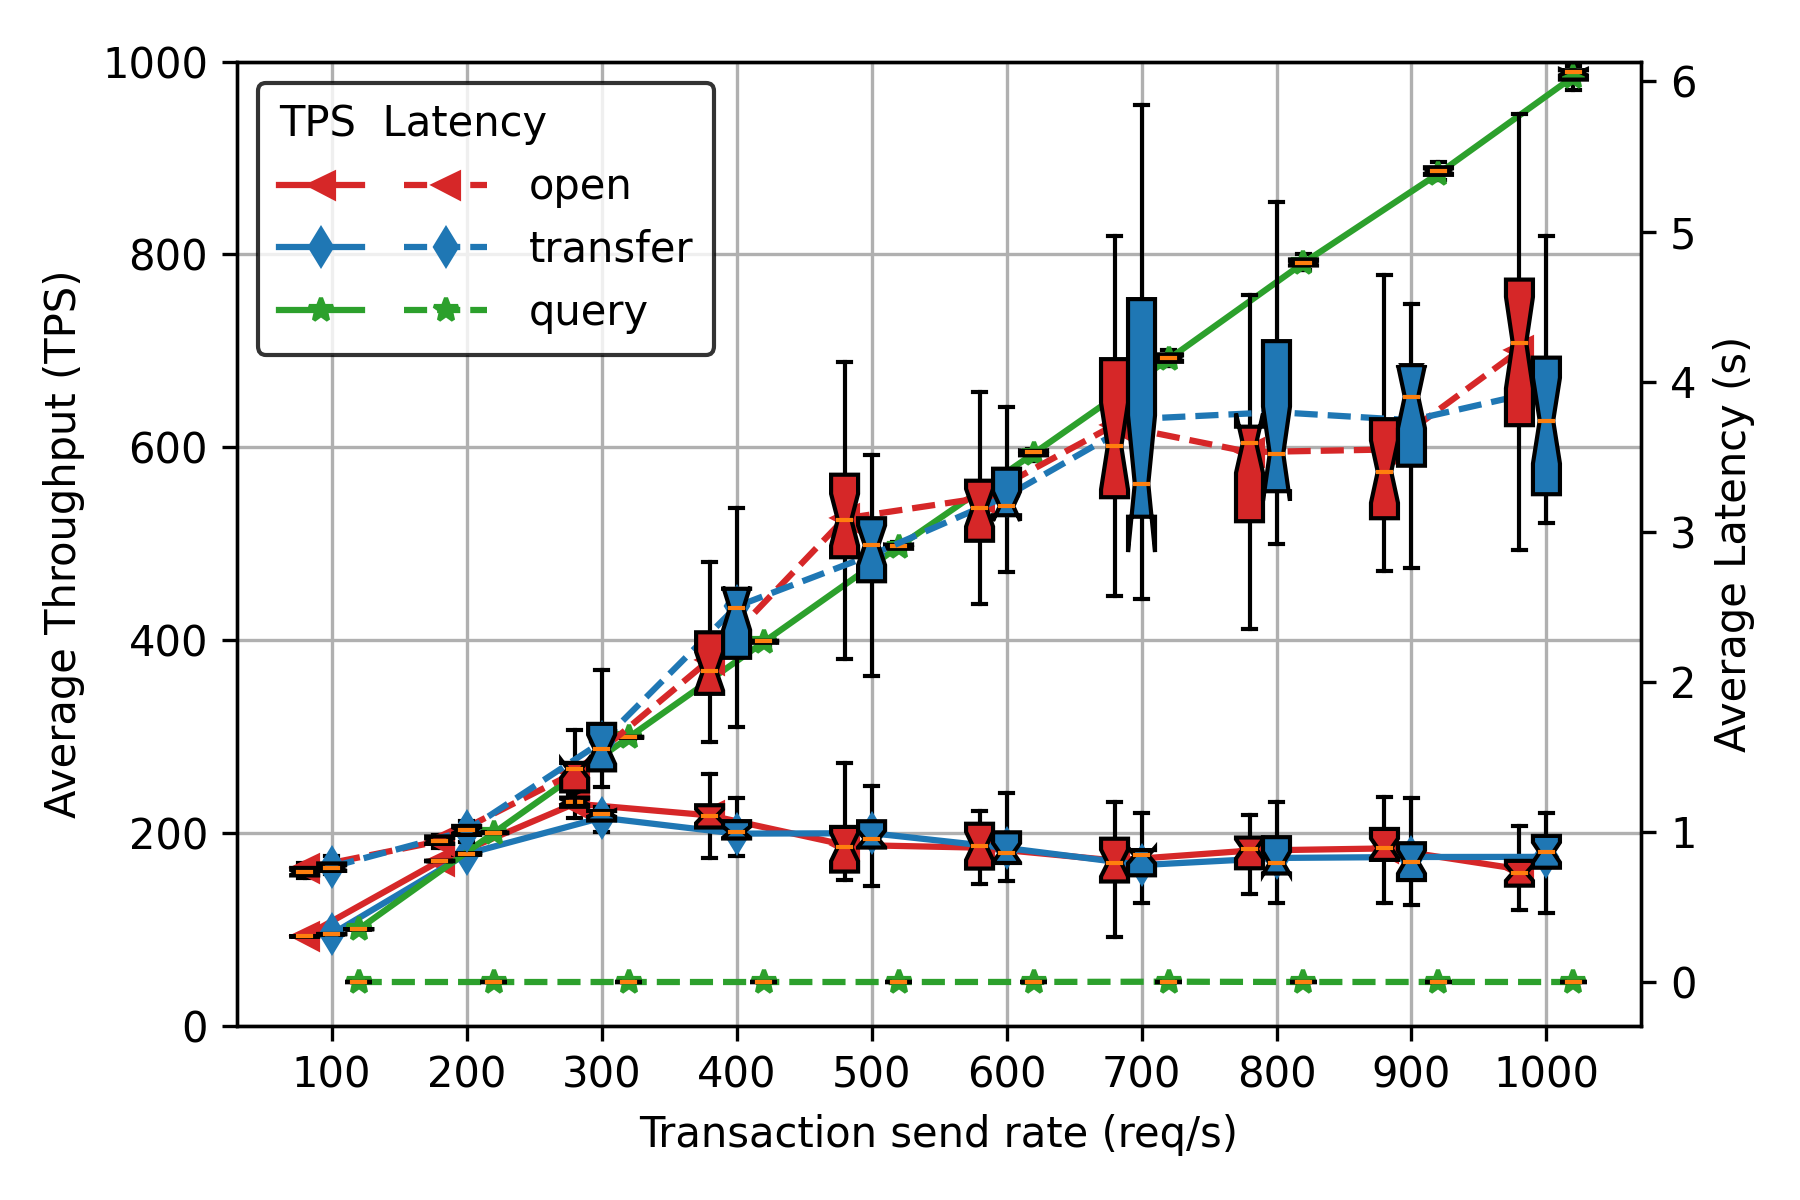 1000
800
600
400
200
0
Average Throughput (TPS)
TPS Latency
open
transfer
query
6
5
4
3
2
1
0
Average Latency (s)
100 200 300 400 500 600 700 800 900 1000
Transaction send rate (req/s)